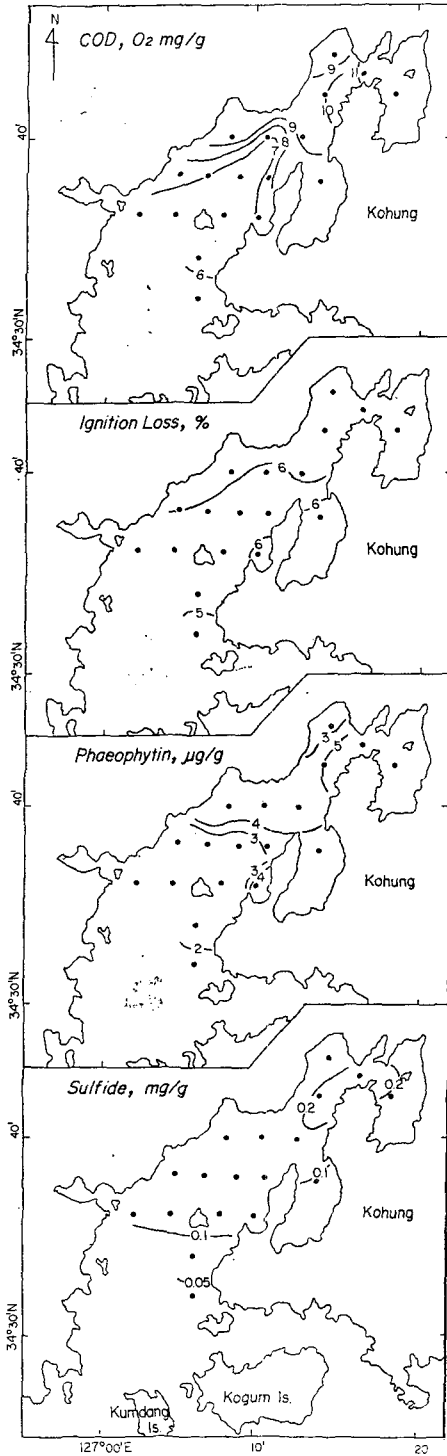 N
COD, O2 mg/g
9
11
10
40'
9
8
7
Kohung
6
34°30'N
Ignition Loss, %
40'
6
6
Kohung
6
5
34°30'N
Phaeophytin, µg/g
3
5
40'
4
3
3
4
Kohung
2
34°30'N
Sulfide, mg/g
0.2
0.2
40'
0.1
Kohung
0.1
0.05
34°30'N
Kogum Is.
Kumdang
Is.
127°00'E
10'
20